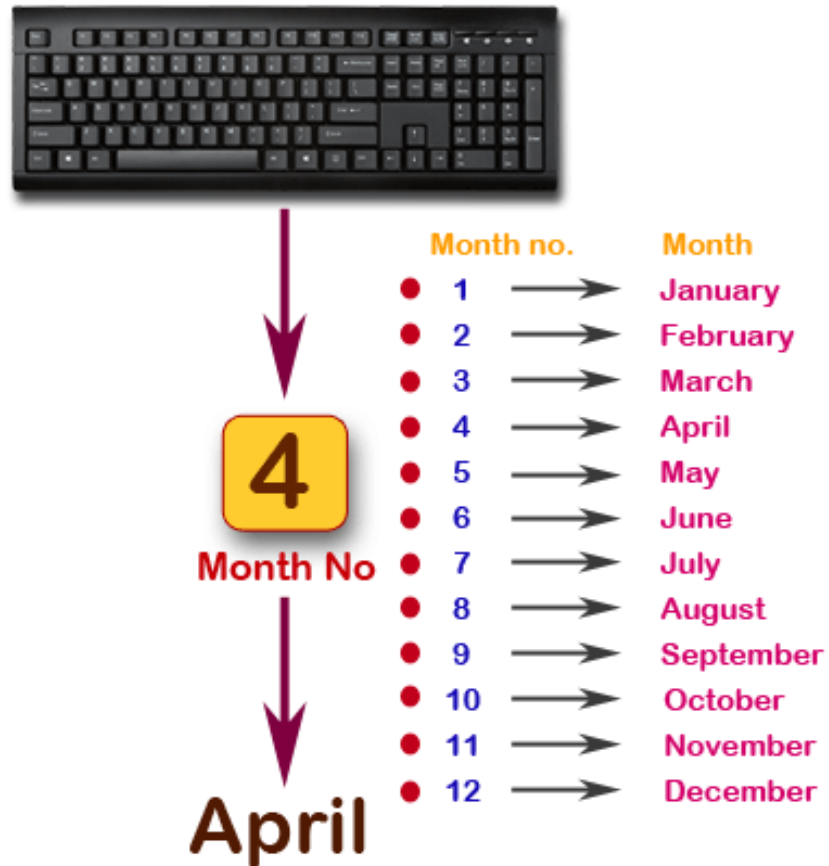 Month no. Month
1 January
2 February
3 March
4 April
5 May
6 June
7 July
8 August
9 September
10 October
11 November
12 December
4
Month No
April